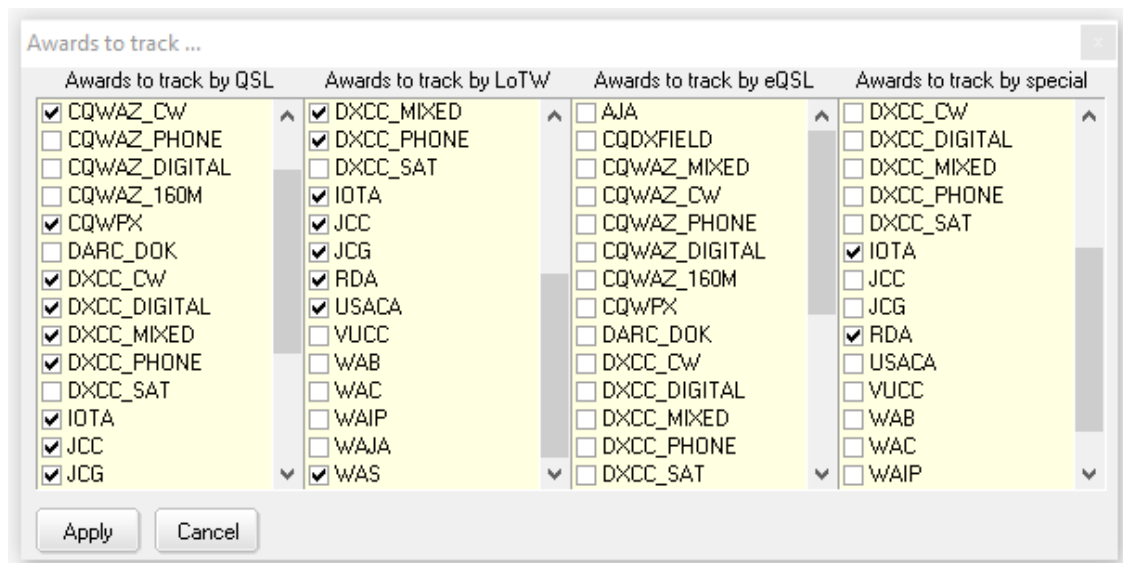 Awards to track ...
x
Awards to track by QSL
CQWAZ_CW
CQWAZ_PHONE
CQWAZ_DIGITAL
CQWAZ_160M
CQWPX
DARC_DOK
DXCC_CW
DXCC_DIGITAL
DXCC_MIXED
DXCC_PHONE
DXCC_SAT
IOTA
JCC
JCG
Awards to track by LoTW
DXCC_MIXED
DXCC_PHONE
DXCC_SAT
IOTA
JCC
JCG
RDA
USACA
VUCC
WAB
WAC
WAIP
WAJA
WAS
Awards to track by eQSL
AJA
CQDXFIELD
CQWAZ_MIXED
CQWAZ_CW
CQWAZ_PHONE
CQWAZ_DIGITAL
CQWAZ_160M
CQWPX
DARC_DOK
DXCC_CW
DXCC_DIGITAL
DXCC_MIXED
DXCC_PHONE
DXCC_SAT
Awards to track by special
DXCC_CW
DXCC_DIGITAL
DXCC_MIXED
DXCC_PHONE
DXCC_SAT
IOTA
JCC
JCG
RDA
USACA
VUCC
WAB
WAC
WAIP
Apply
Cancel